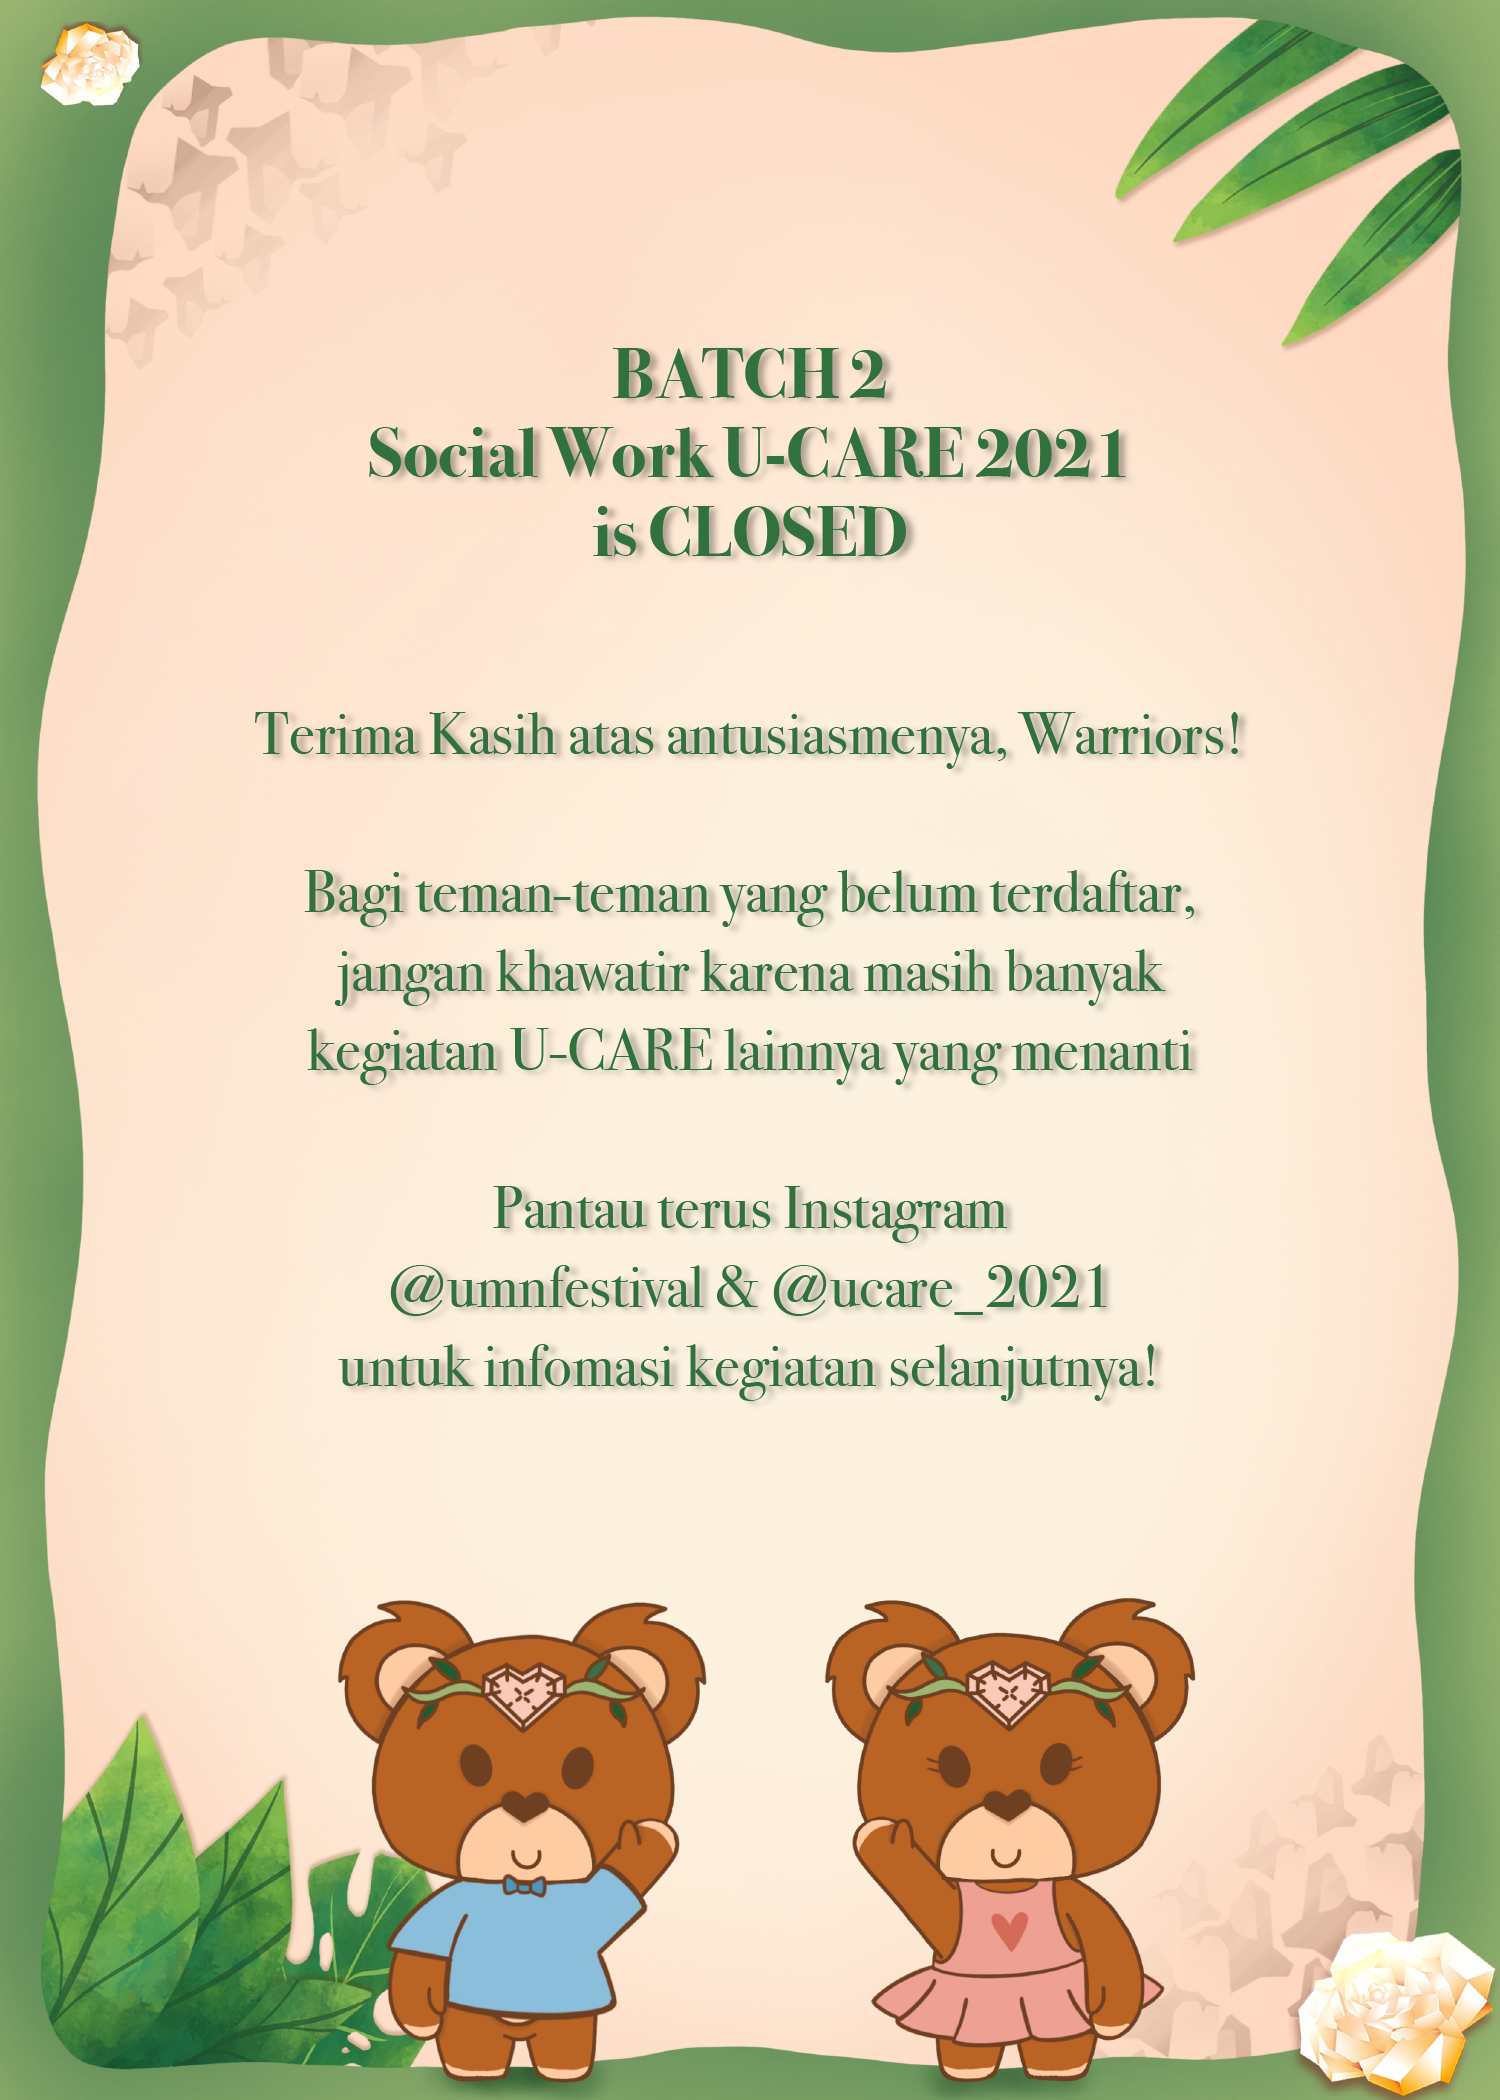 BATCH 2
Social Work U-CARE 2021
is CLOSED
Terima Kasih atas antusiasmenya, Warriors!
Bagi teman-teman yang belum terdaftar,
jangan khawatir karena masih banyak
kegiatan U-CARE lainnya yang menanti
Pantau terus Instagram
@umnfestival & @ucare_2021
untuk infomasi kegiatan selanjutnya!